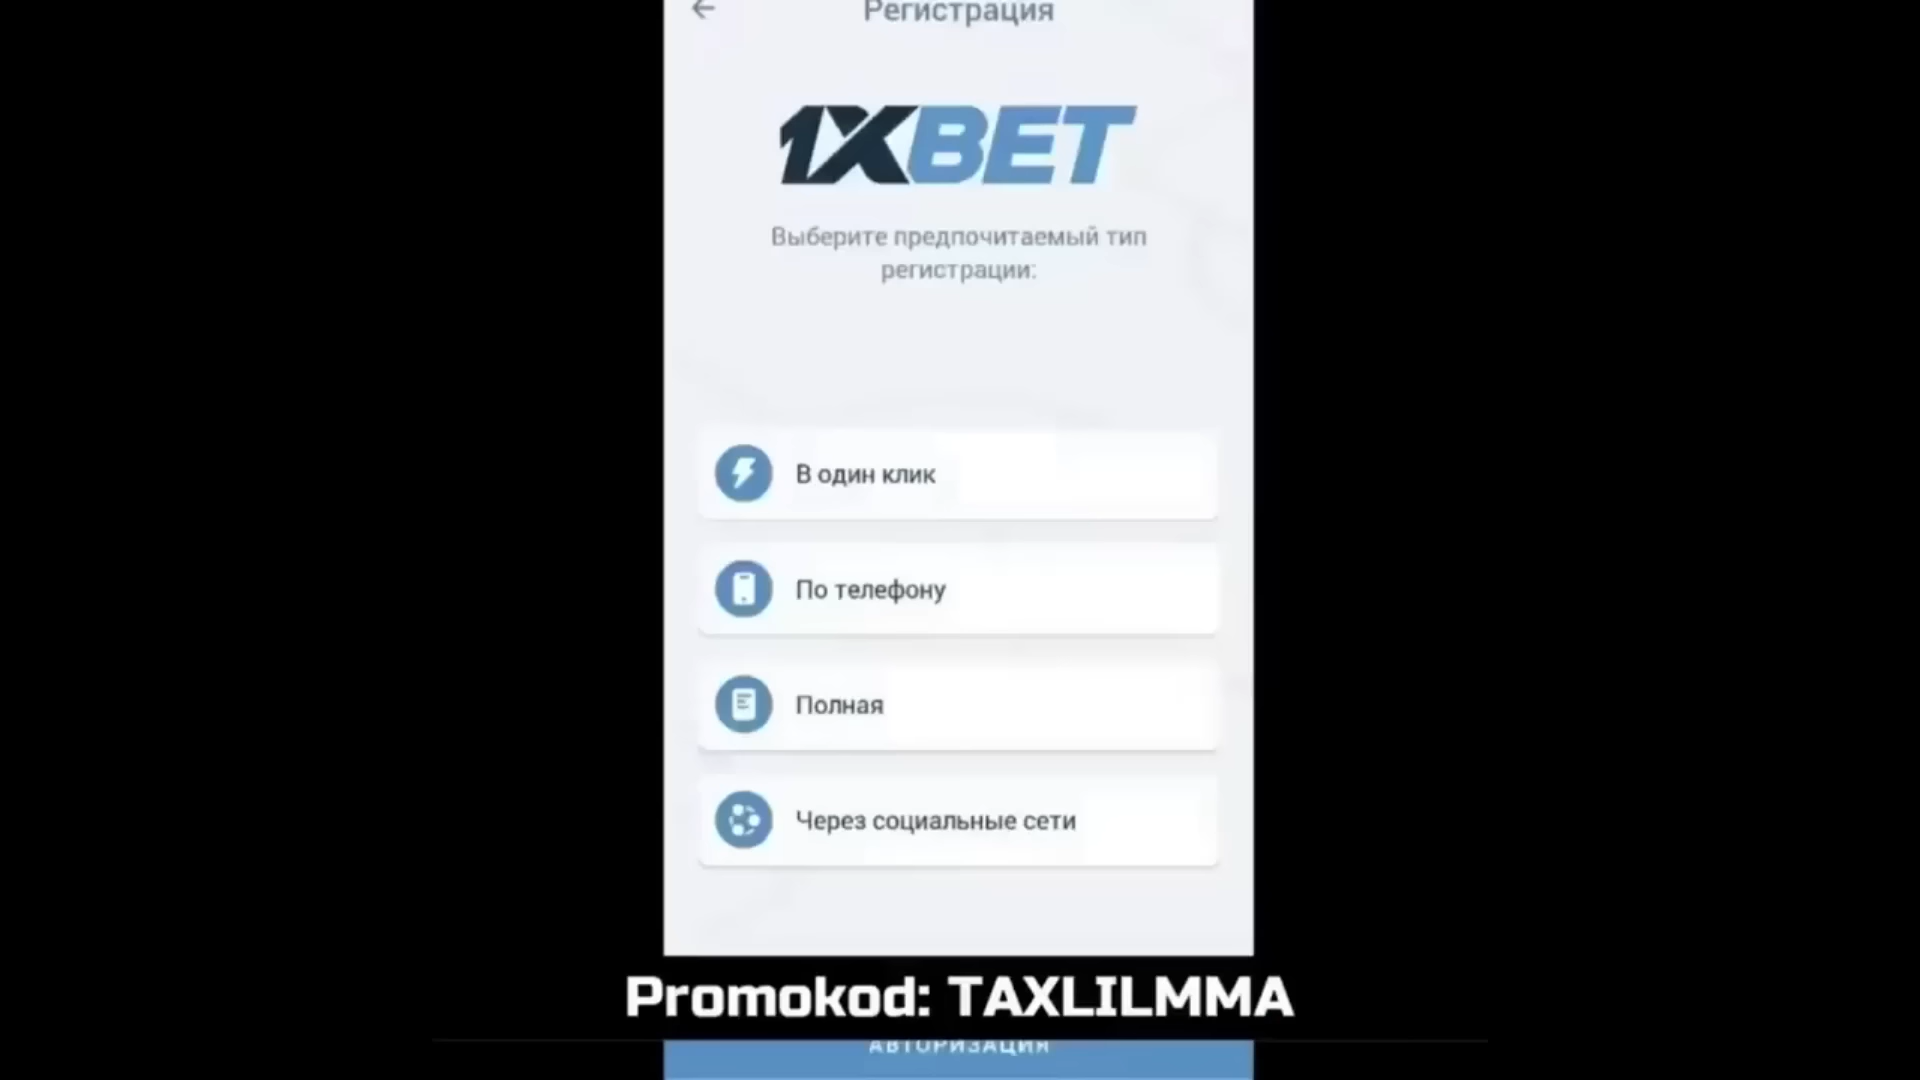 Регистрация
1XBET
Выберите предпочитаемый тип
регистрации:
В один клик
По телефону
Полная
Через социальные сети
Promokod: TAXLILMMA
АВТОРИЗАЦИЯ